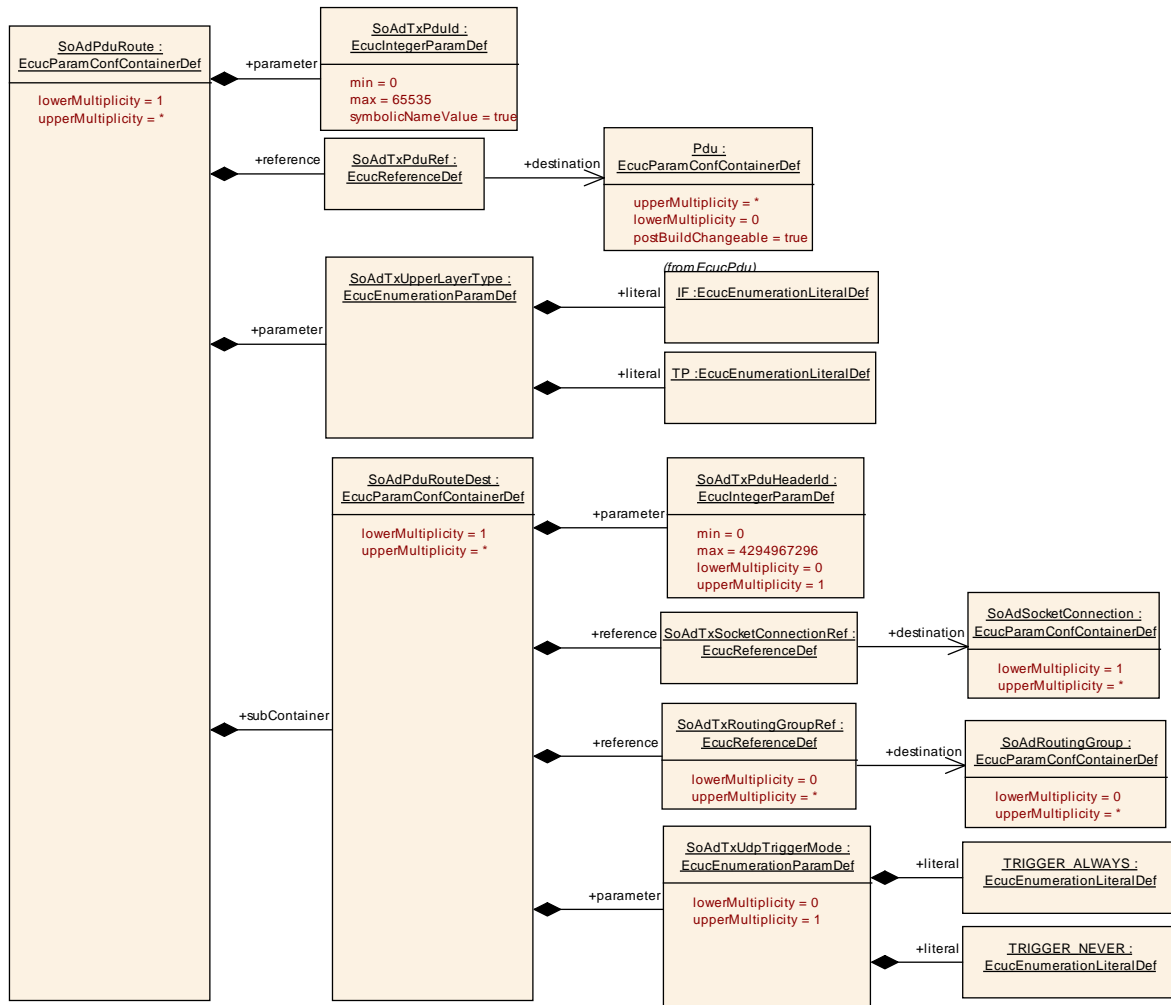 SoAdPduRoute :
EcucParamConfContainerDef
lowerMultiplicity = 1
upperMultiplicity = *
+parameter
SoAdTxPduId :
EcucIntegerParamDef
min = 0
max = 65535
symbolicNameValue = true
+reference
SoAdTxPduRef :
EcucReferenceDef
+destination
Pdu :
EcucParamConfContainerDef
upperMultiplicity = *
lowerMultiplicity = 0
postBuildChangeable = true
(from EcucPdu)
+parameter
SoAdTxUpperLayerType :
EcucEnumerationParamDef
+literal
IF :EcucEnumerationLiteralDef
+literal
TP :EcucEnumerationLiteralDef
+subContainer
SoAdPduRouteDest :
EcucParamConfContainerDef
lowerMultiplicity = 1
upperMultiplicity = *
+parameter
SoAdTxPduHeaderId :
EcucIntegerParamDef
min = 0
max = 4294967296
lowerMultiplicity = 0
upperMultiplicity = 1
+reference
SoAdTxSocketConnectionRef :
EcucReferenceDef
+destination
SoAdSocketConnection :
EcucParamConfContainerDef
lowerMultiplicity = 1
upperMultiplicity = *
+reference
SoAdTxRoutingGroupRef :
EcucReferenceDef
lowerMultiplicity = 0
upperMultiplicity = *
+destination
SoAdRoutingGroup :
EcucParamConfContainerDef
lowerMultiplicity = 0
upperMultiplicity = *
+parameter
SoAdTxUdpTriggerMode :
EcucEnumerationParamDef
lowerMultiplicity = 0
upperMultiplicity = 1
+literal
TRIGGER_ALWAYS :
EcucEnumerationLiteralDef
+literal
TRIGGER_NEVER :
EcucEnumerationLiteralDef